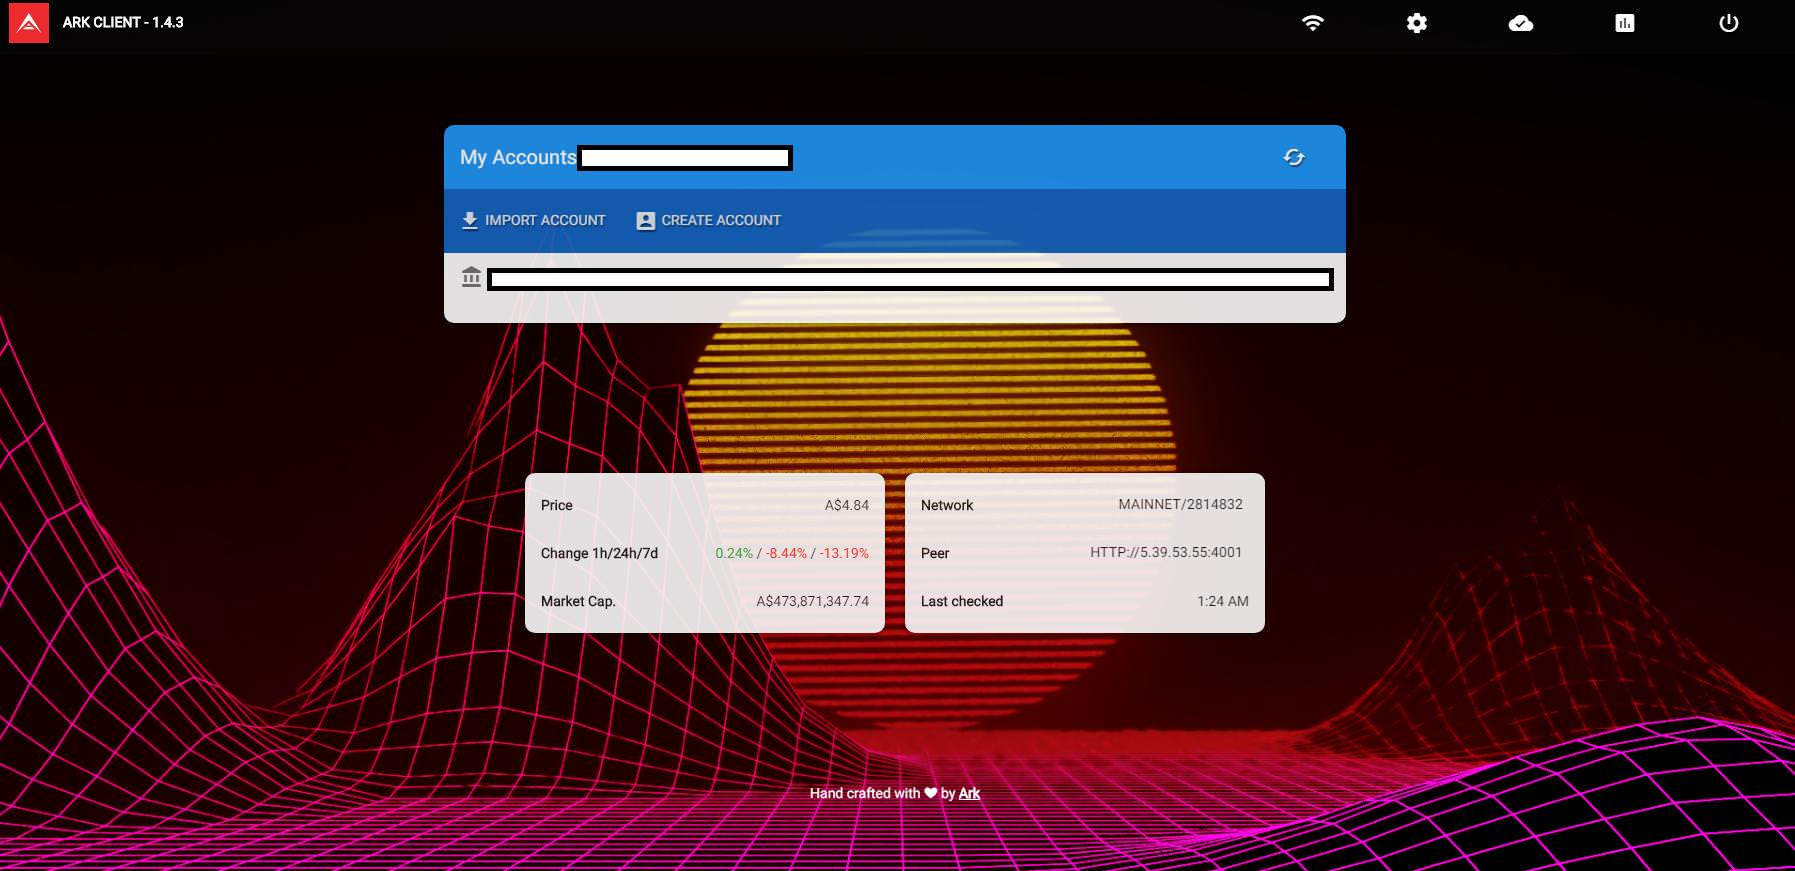 ARK CLIENT - 1.4.3
My Accounts
IMPORT ACCOUNT CREATE ACCOUNT
Price A$4.84
Change 1h/24h/7d 0.24% / -8.44% / -13.19%
Market Cap. A$473,871,347.74
Network MAINNET/2814832
Peer HTTP://5.39.53.55:4001
Last checked 1:24 AM
Hand crafted with ♥ by Ark